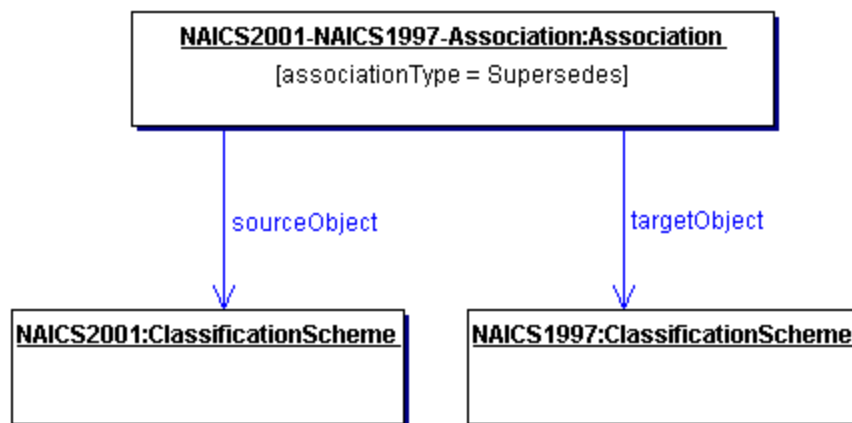 NAICS2001-NAICS1997-Association:Association
[associationType = Supersedes]
sourceObject
targetObject
NAICS2001:ClassificationScheme
NAICS1997:ClassificationScheme